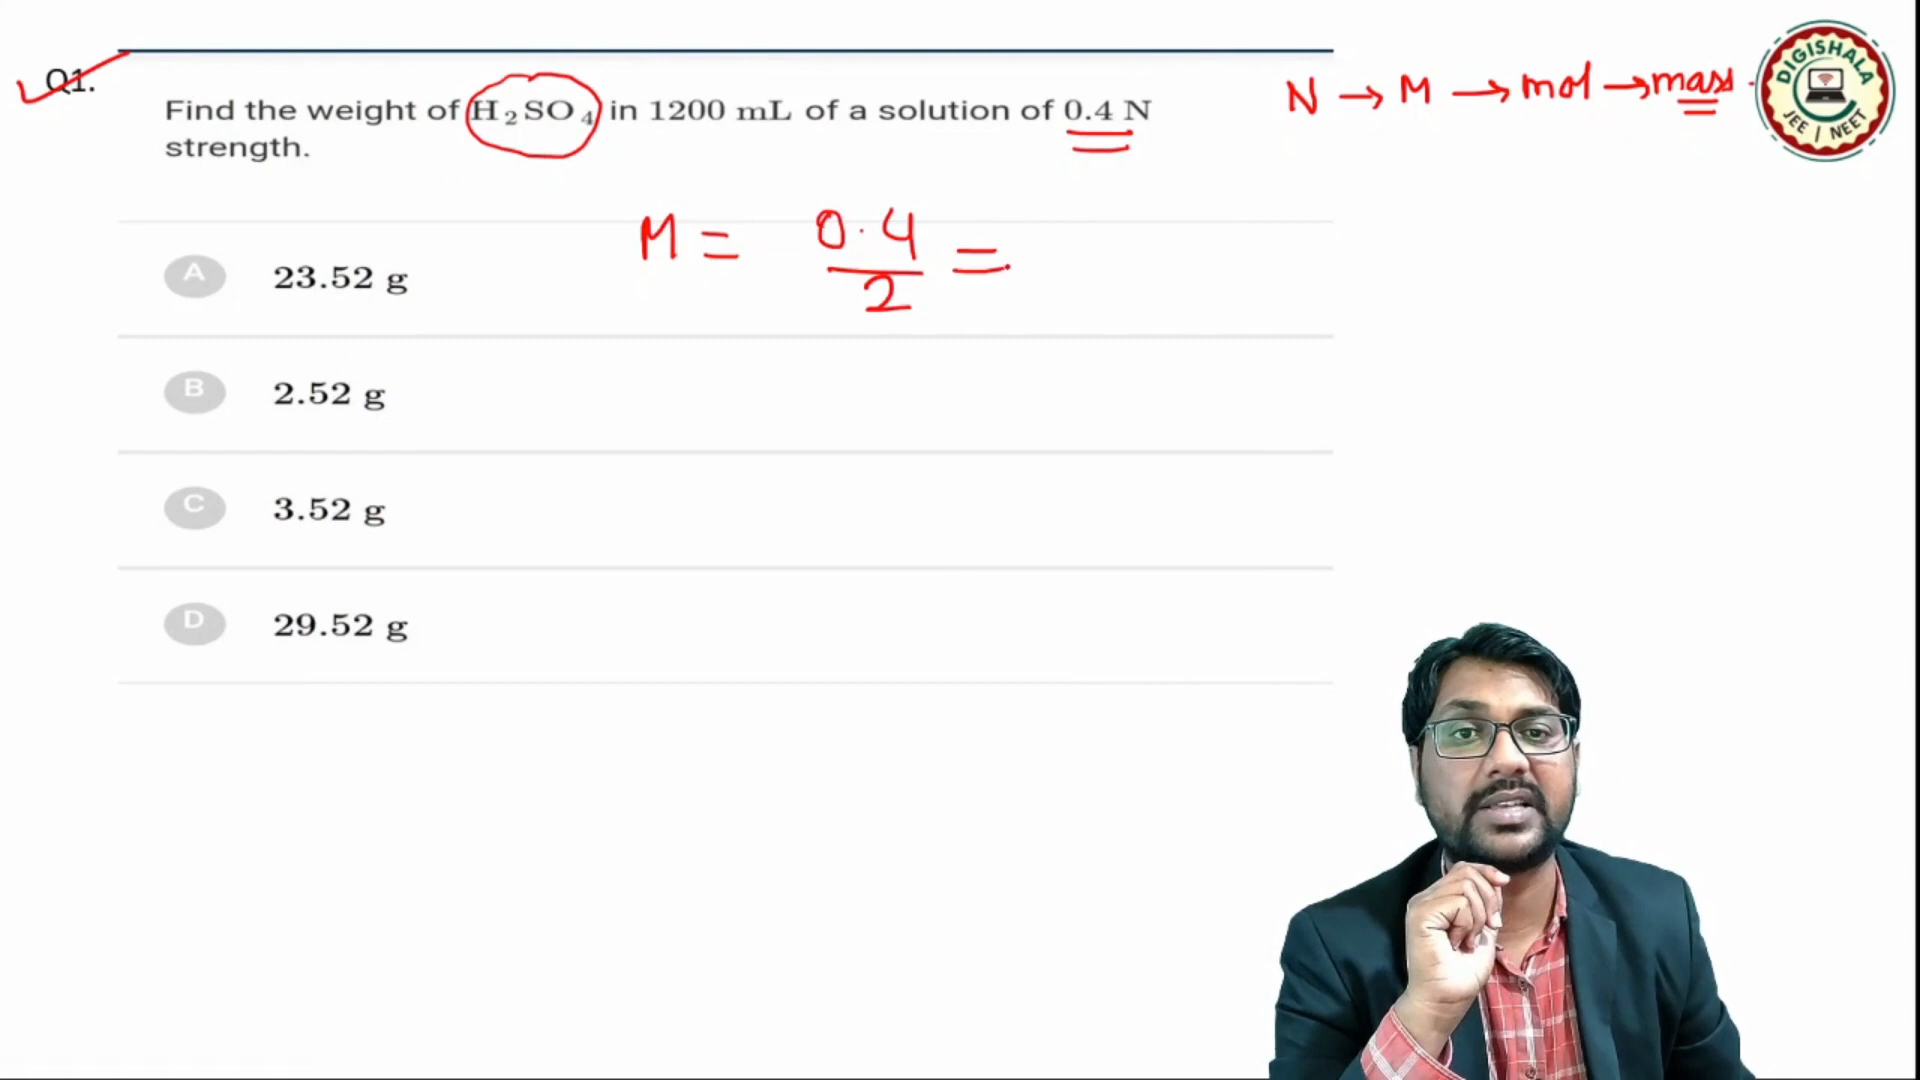 Q1.
Find the weight of H₂SO₄ in 1200 mL of a solution of 0.4 N
strength.
N → M → mol → mass
DIGISHALA
JEE | NEET
M = 0.4/2 =
A 23.52 g
B 2.52 g
C 3.52 g
D 29.52 g